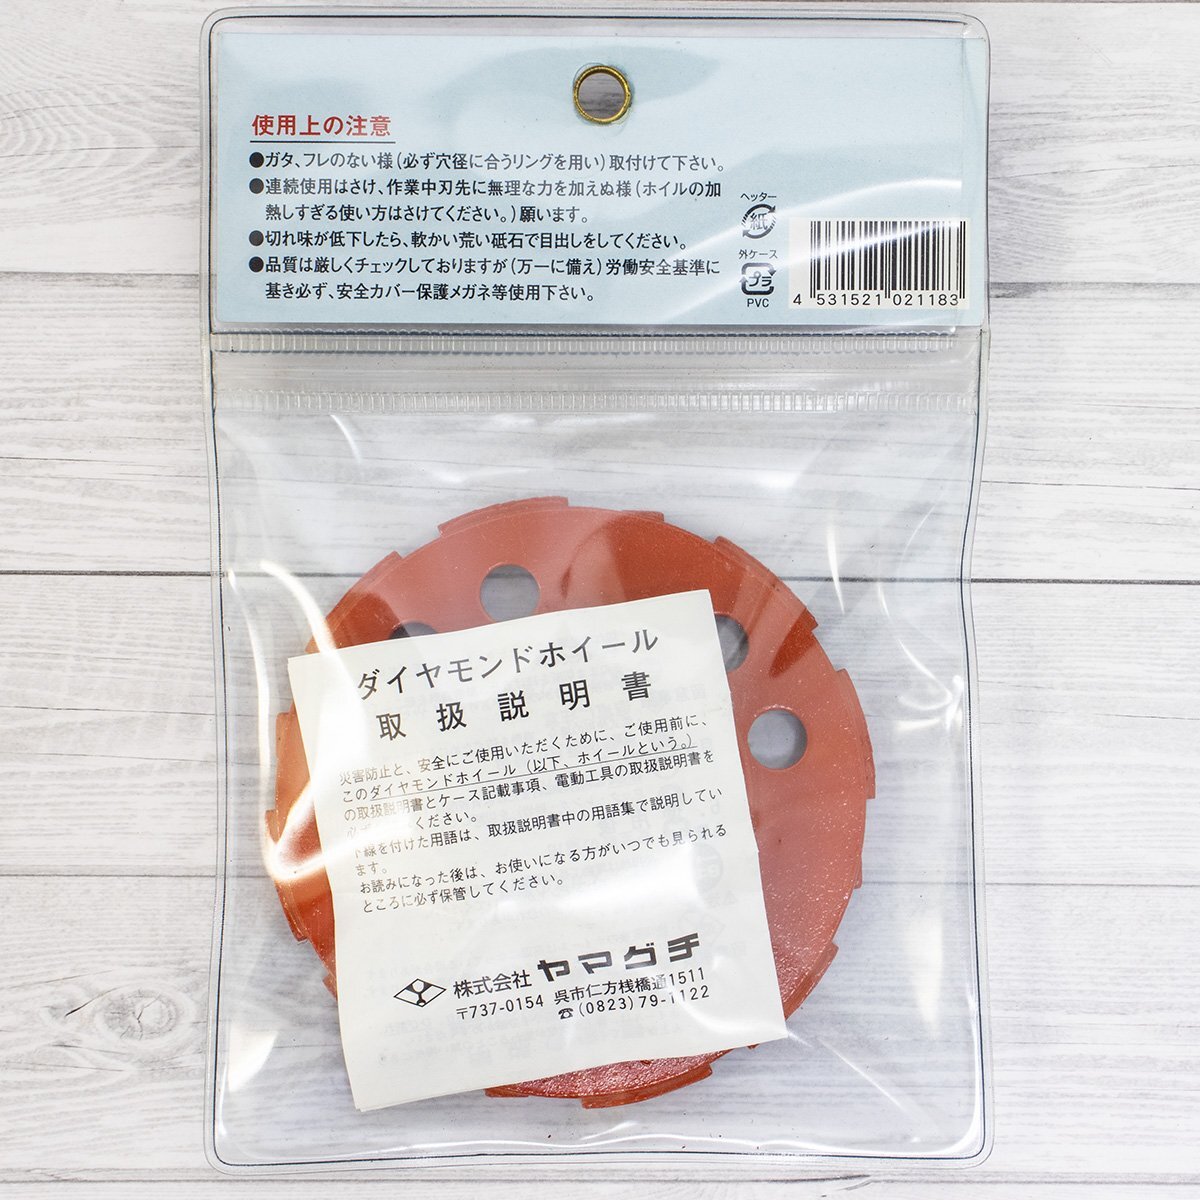 使用上の注意
●ガタ、フレのない様(必ず穴径に合うリングを用い)取付けて下さい。
●連続使用はさけ、作業中刃先に無理な力を加えぬ様(ホイルの加
熱しすぎる使い方はさけてください。)願います。
●切れ味が低下したら、軟かい荒い砥石で目出しをしてください。
●品質は厳しくチェックしておりますが(万一に備え)労働安全基準に
基き必ず、安全カバー保護メガネ等使用下さい。
ヘッター
紙
外ケース
プラ
PVC
4 531521 021183
ダイヤモンドホイール
取扱説明書
災害防止と、安全にご使用いただくために、ご使用前に、
このダイヤモンドホイール(以下、ホイールという。)
の取扱説明書とケース記載事項、電動工具の取扱説明書を
必ず ください。
下線を付けた用語は、取扱説明書中の用語集で説明してい
ます。
お読みになった後は、お使いになる方がいつでも見られる
ところに必ず保管してください。
株式会社 ヤマグチ
〒737-0154 呉市仁方桟橋通1511
☎(0823)79-1122